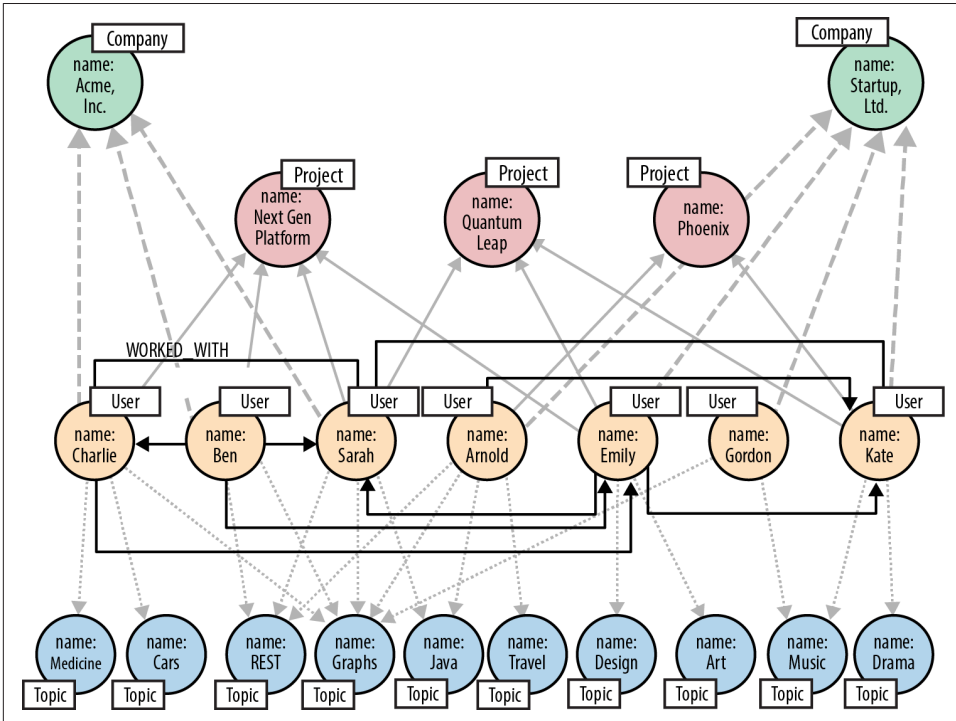 Company
name:
Acme,
Inc.
Company
name:
Startup,
Ltd.
Project
name:
Next Gen
Platform
Project
name:
Quantum
Leap
Project
name:
Phoenix
WORKED_WITH
User
name:
Charlie
User
name:
Ben
User
name:
Sarah
User
name:
Arnold
User
name:
Emily
User
name:
Gordon
User
name:
Kate
name:
Medicine
Topic
name:
Cars
Topic
name:
REST
Topic
name:
Graphs
Topic
name:
Java
Topic
name:
Travel
Topic
name:
Design
Topic
name:
Art
Topic
name:
Music
Topic
name:
Drama
Topic